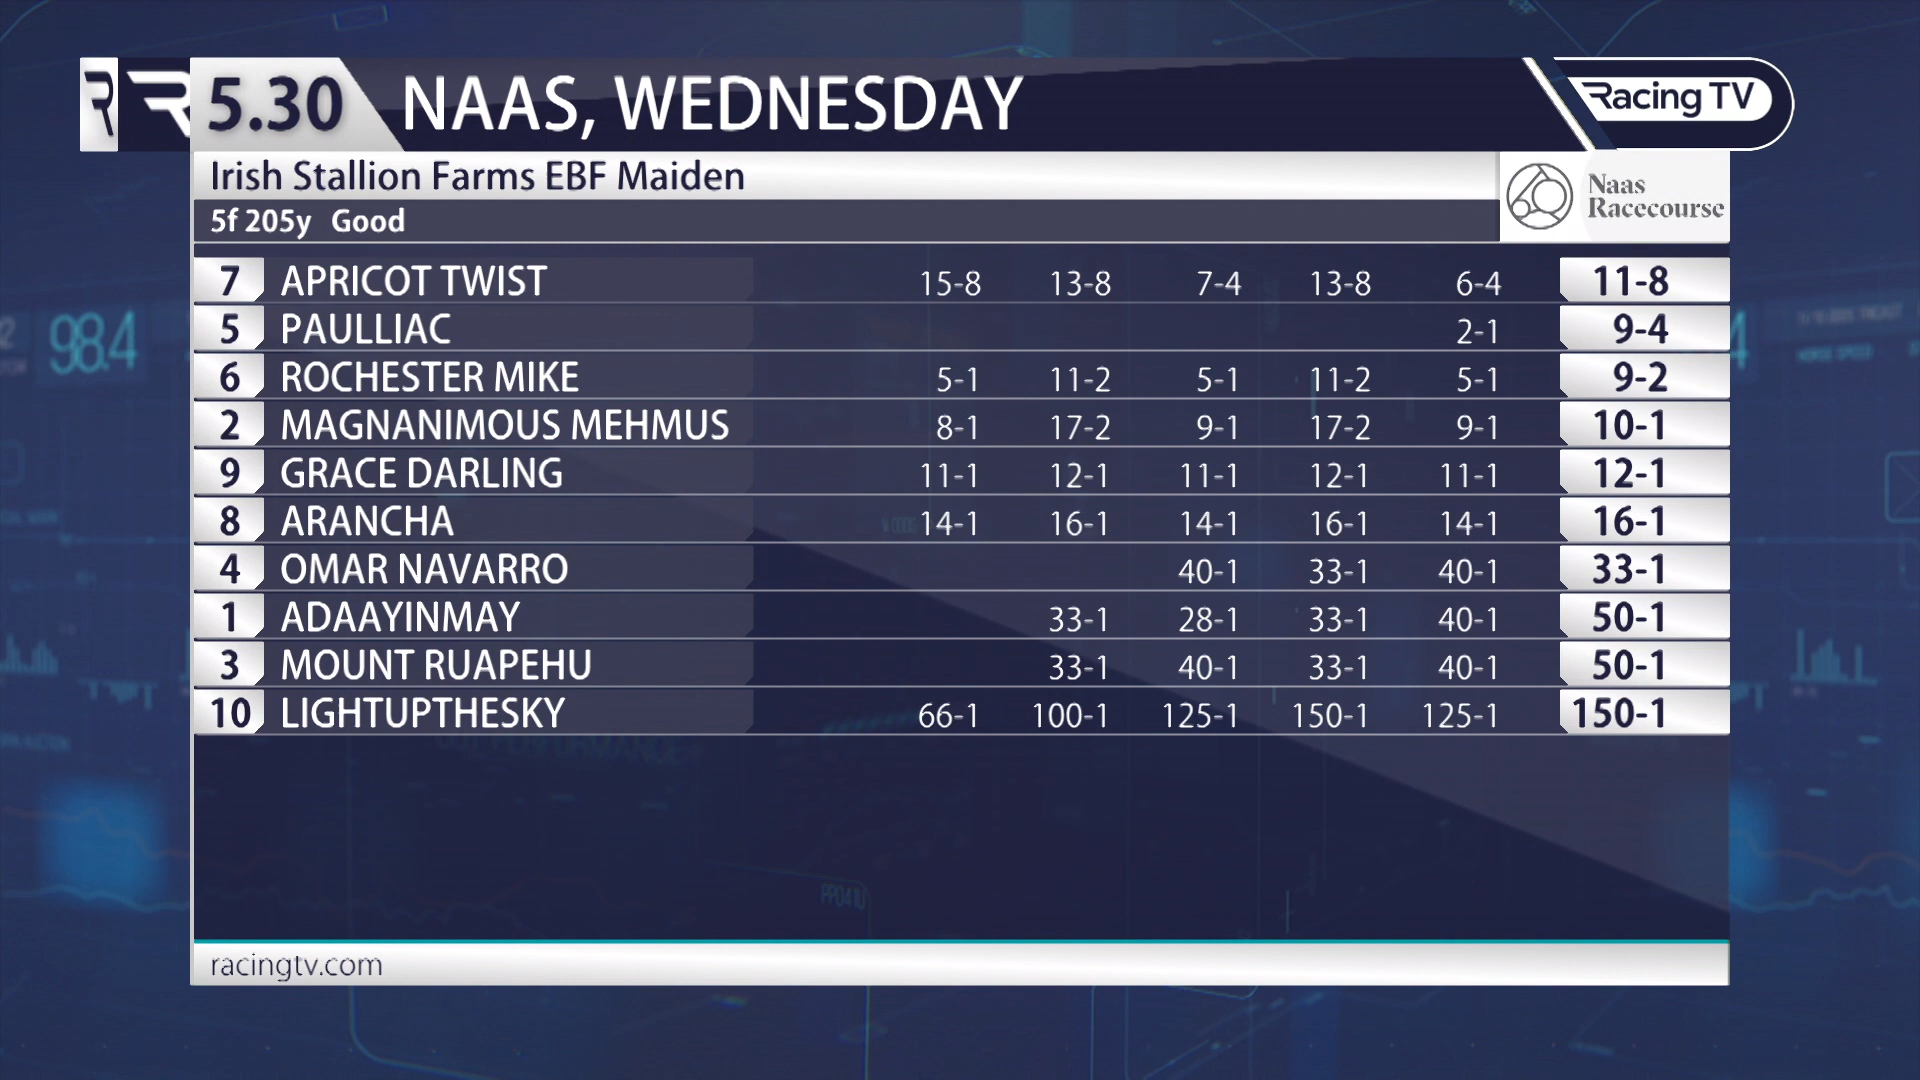 5.30 NAAS, WEDNESDAY Racing TV
Irish Stallion Farms EBF Maiden
5f 205y Good
Naas
Racecourse
7 APRICOT TWIST 15-8 13-8 7-4 13-8 6-4 11-8
5 PAULLIAC 2-1 9-4
6 ROCHESTER MIKE 5-1 11-2 5-1 11-2 5-1 9-2
2 MAGNANIMOUS MEHMUS 8-1 17-2 9-1 17-2 9-1 10-1
9 GRACE DARLING 11-1 12-1 11-1 12-1 11-1 12-1
8 ARANCHA 14-1 16-1 14-1 16-1 14-1 16-1
4 OMAR NAVARRO 40-1 33-1 40-1 33-1
1 ADAAYINMAY 33-1 28-1 33-1 40-1 50-1
3 MOUNT RUAPEHU 33-1 40-1 33-1 40-1 50-1
10 LIGHTUPTHESKY 66-1 100-1 125-1 150-1 125-1 150-1
98.4
racingtv.com